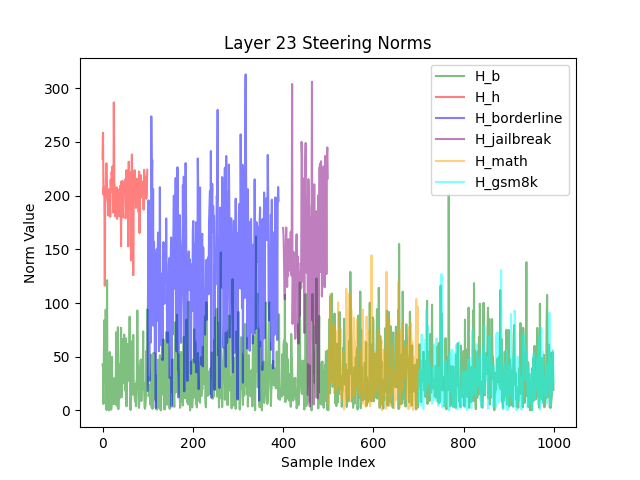 Layer 23 Steering Norms
H_b
H_h
H_borderline
H_jailbreak
H_math
H_gsm8k
Norm Value
300
250
200
150
100
50
0
0 200 400 600 800 1000
Sample Index